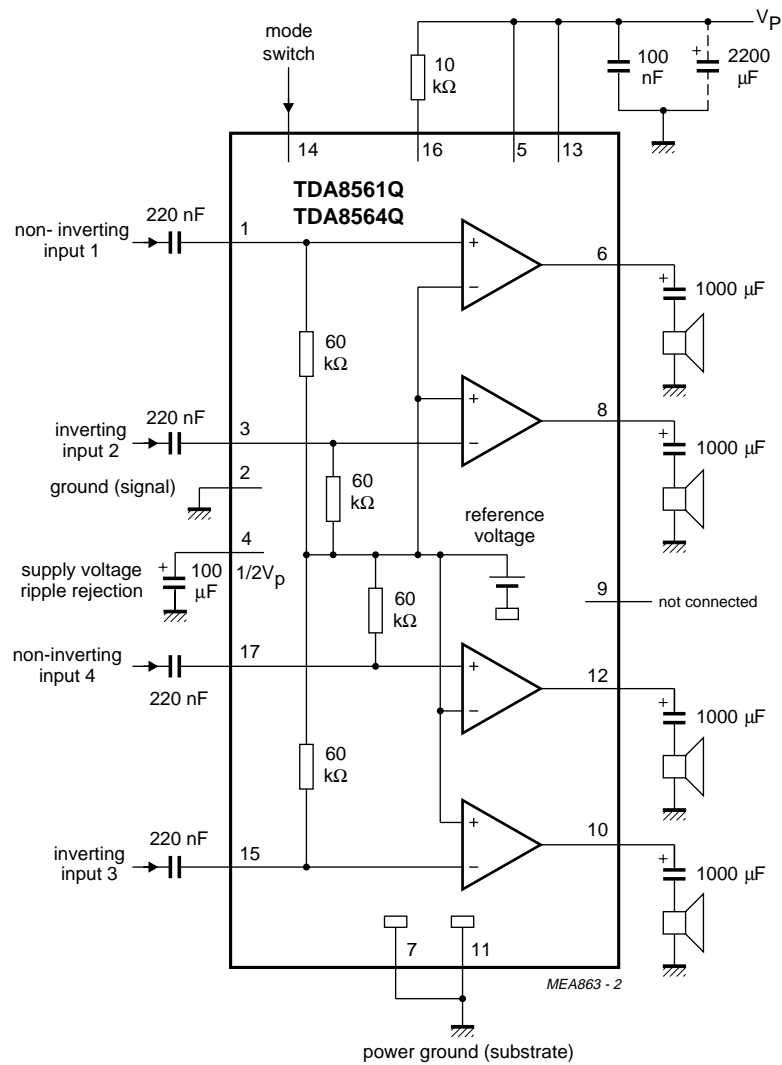 mode
switch
10
kΩ
100
nF
+
2200
μF
VP
14
16
5
13
TDA8561Q
TDA8564Q
non- inverting
input 1
220 nF
1
+
−
6
+
1000 μF
60
kΩ
inverting
input 2
220 nF
3
+
−
8
+
1000 μF
ground (signal)
2
60
kΩ
reference
voltage
supply voltage
ripple rejection
+
100
μF
4
1/2Vp
60
kΩ
9
not connected
non-inverting
input 4
220 nF
17
+
−
12
+
1000 μF
60
kΩ
inverting
input 3
220 nF
15
+
−
10
+
1000 μF
7
11
MEA863 - 2
power ground (substrate)